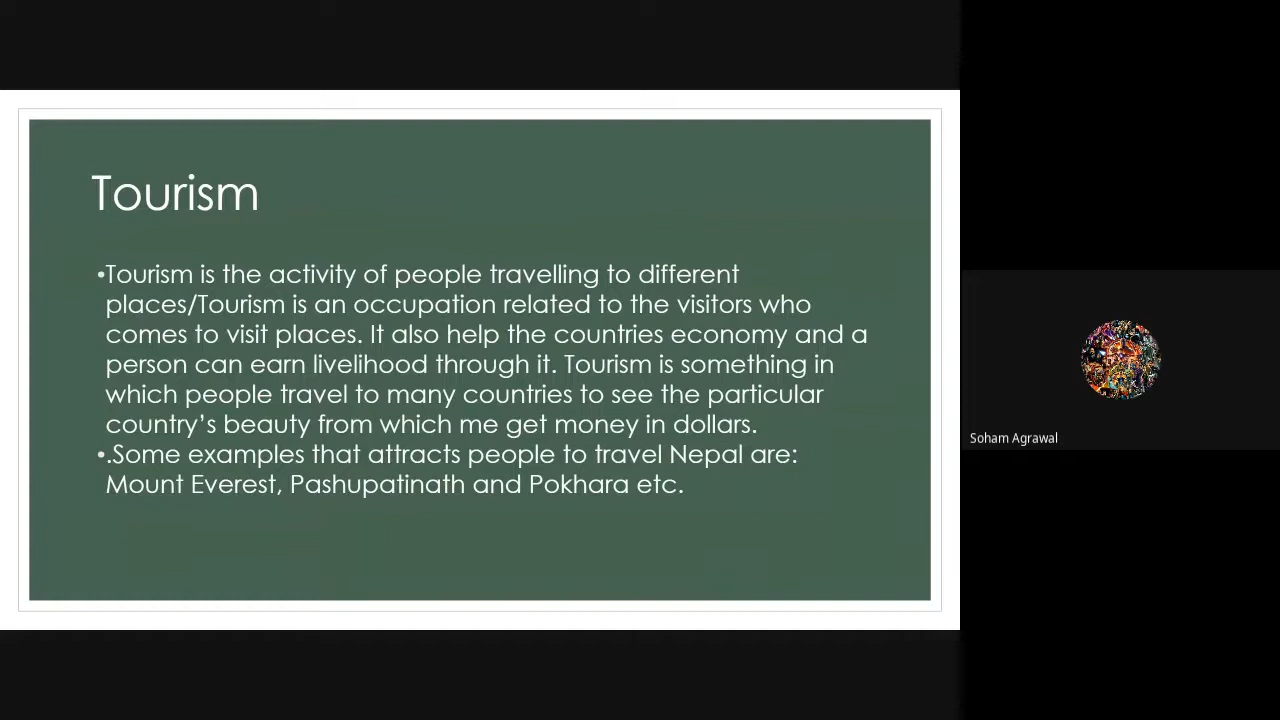 Tourism
•Tourism is the activity of people travelling to different
places/Tourism is an occupation related to the visitors who
comes to visit places. It also help the countries economy and a
person can earn livelihood through it. Tourism is something in
which people travel to many countries to see the particular
country’s beauty from which me get money in dollars.
•.Some examples that attracts people to travel Nepal are:
Mount Everest, Pashupatinath and Pokhara etc.
Soham Agrawal